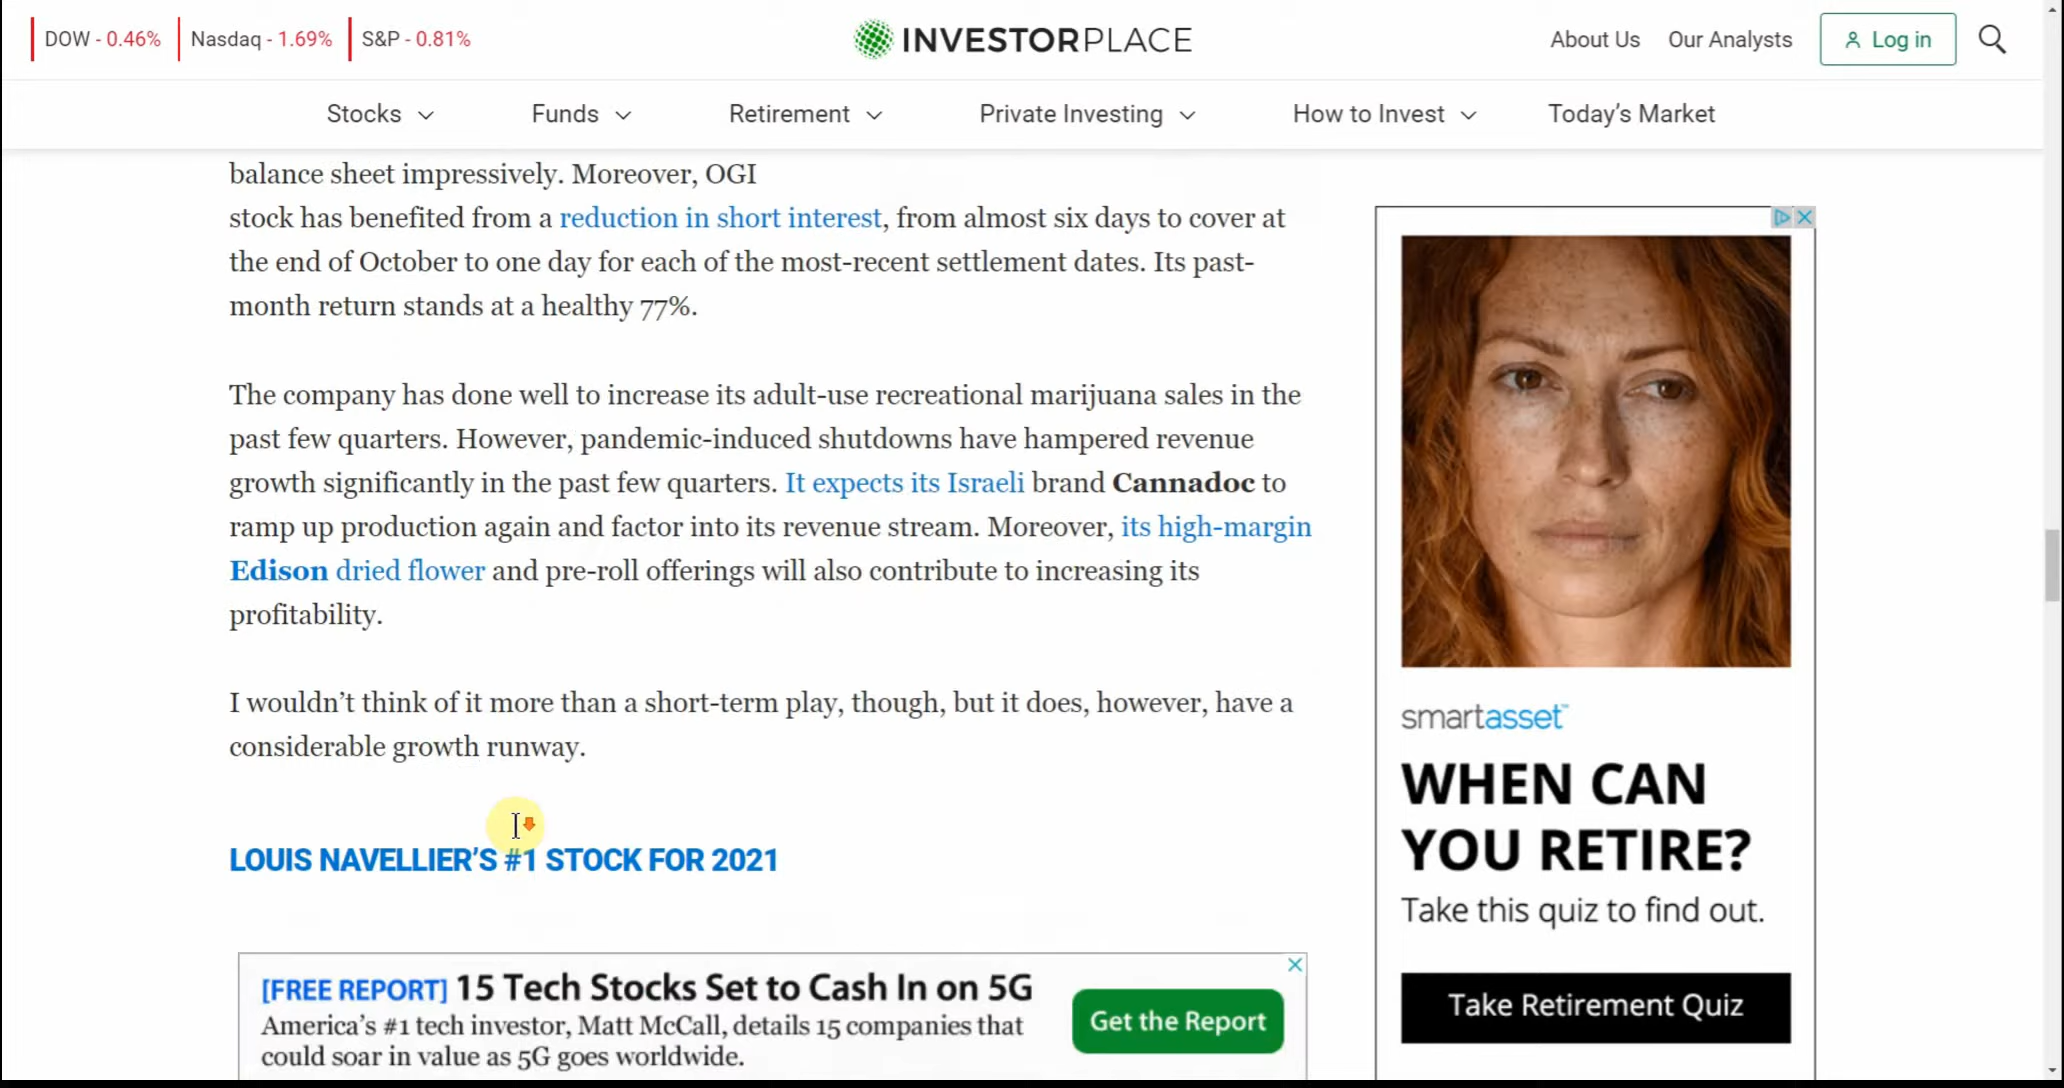 DOW - 0.46% Nasdaq - 1.69% S&P - 0.81%
INVESTORPLACE
About Us Our Analysts Log in
Stocks Funds Retirement Private Investing How to Invest Today's Market
balance sheet impressively. Moreover, OGI
stock has benefited from a reduction in short interest, from almost six days to cover at
the end of October to one day for each of the most-recent settlement dates. Its past-
month return stands at a healthy 77%.
The company has done well to increase its adult-use recreational marijuana sales in the
past few quarters. However, pandemic-induced shutdowns have hampered revenue
growth significantly in the past few quarters. It expects its Israeli brand Cannadoc to
ramp up production again and factor into its revenue stream. Moreover, its high-margin
Edison dried flower and pre-roll offerings will also contribute to increasing its
profitability.
I wouldn't think of it more than a short-term play, though, but it does, however, have a
considerable growth runway.
LOUIS NAVELLIER'S #1 STOCK FOR 2021
[FREE REPORT] 15 Tech Stocks Set to Cash In on 5G
America's #1 tech investor, Matt McCall, details 15 companies that
could soar in value as 5G goes worldwide.
Get the Report
smartasset™
WHEN CAN
YOU RETIRE?
Take this quiz to find out.
Take Retirement Quiz